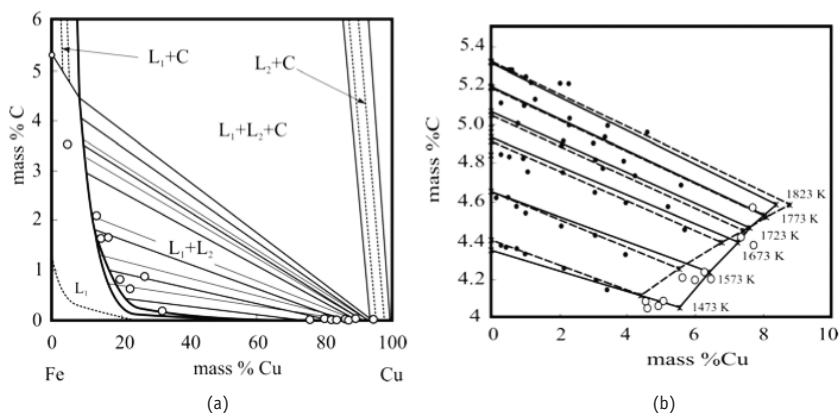 6
5
4
3
2
1
0
mass % C
L₁+C
L₂+C
L₁+L₂+C
L₁+L₂
L₁
0 20 40 60 80 100
Fe mass % Cu Cu
(a)
5.4
5.2
5.0
4.8
4.6
4.4
4.2
4
mass %C
1823 K
1773 K
1723 K
1673 K
1573 K
1473 K
0 2 4 6 8 10
mass %Cu
(b)